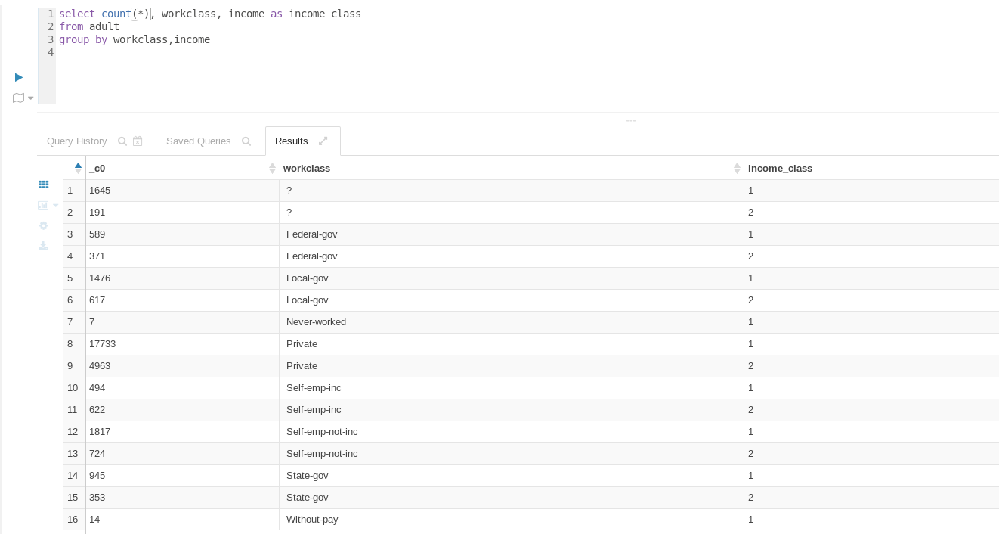 1 select count(*), workclass, income as income_class
2 from adult
3 group by workclass,income
4
Query History Saved Queries Results
_c0 workclass income_class
1 1645 ? 1
2 191 ? 2
3 589 Federal-gov 1
4 371 Federal-gov 2
5 1476 Local-gov 1
6 617 Local-gov 2
7 7 Never-worked 1
8 17733 Private 1
9 4963 Private 2
10 494 Self-emp-inc 1
11 622 Self-emp-inc 2
12 1817 Self-emp-not-inc 1
13 724 Self-emp-not-inc 2
14 945 State-gov 1
15 353 State-gov 2
16 14 Without-pay 1